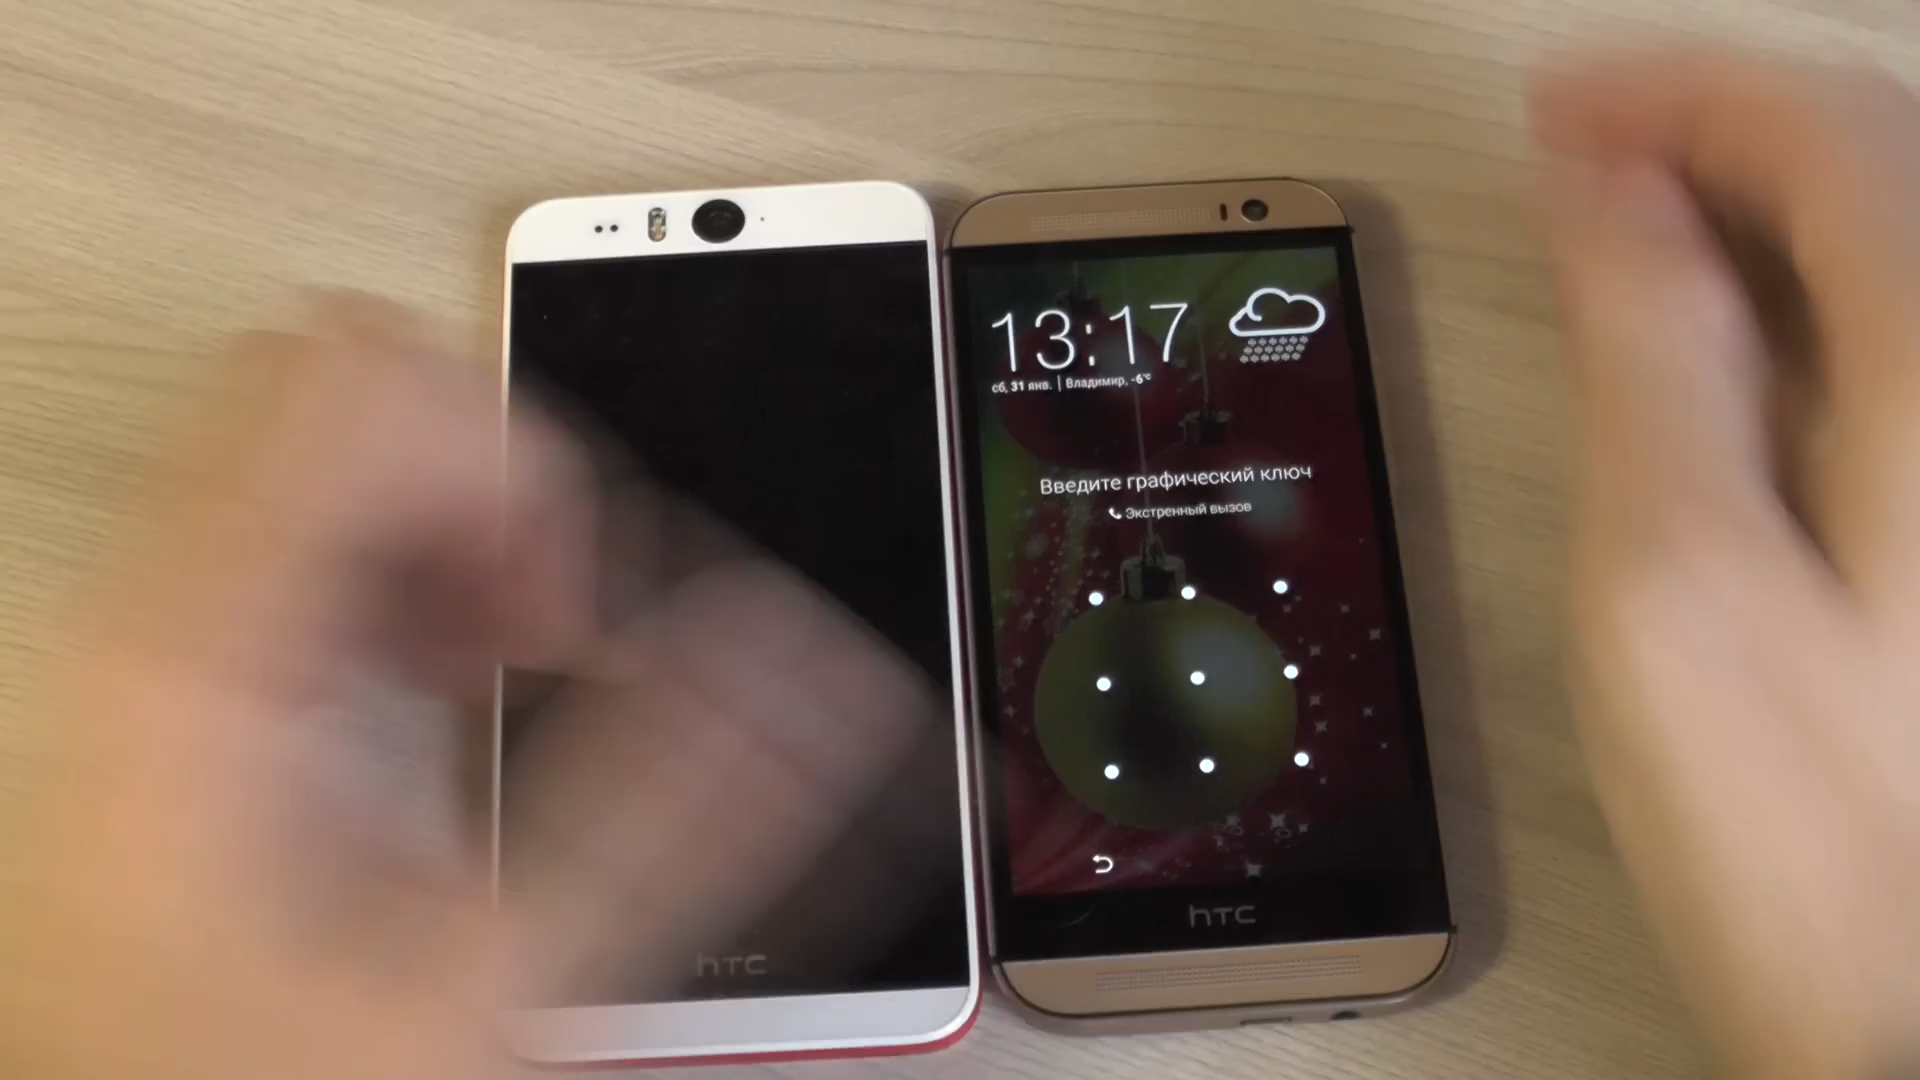 13:17
сб, 31 янв. | Владимир, -6°C
Введите графический ключ
Экстренный вызов
hTC
hTC